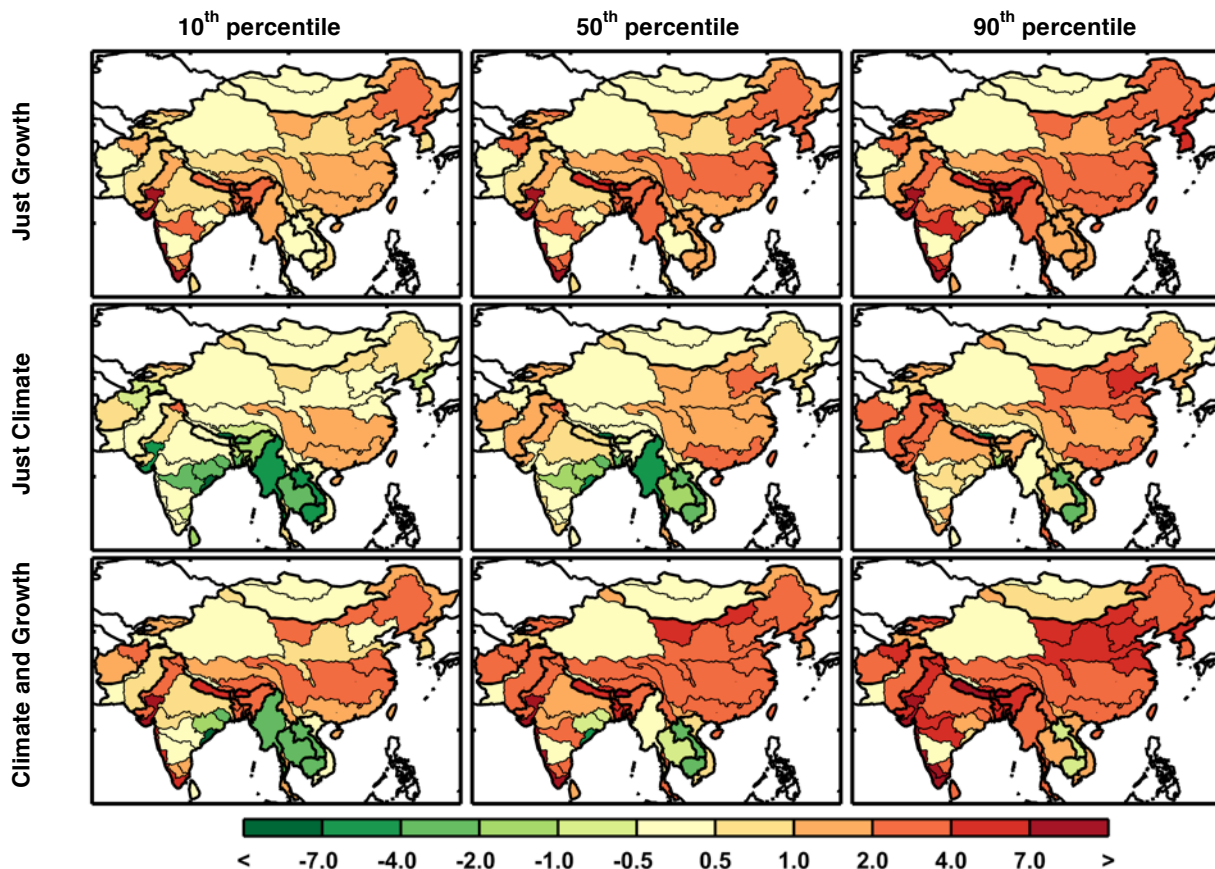 10th percentile
50th percentile
90th percentile
Just Growth
Just Climate
Climate and Growth
< -7.0 -4.0 -2.0 -1.0 -0.5 0.5 1.0 2.0 4.0 7.0 >